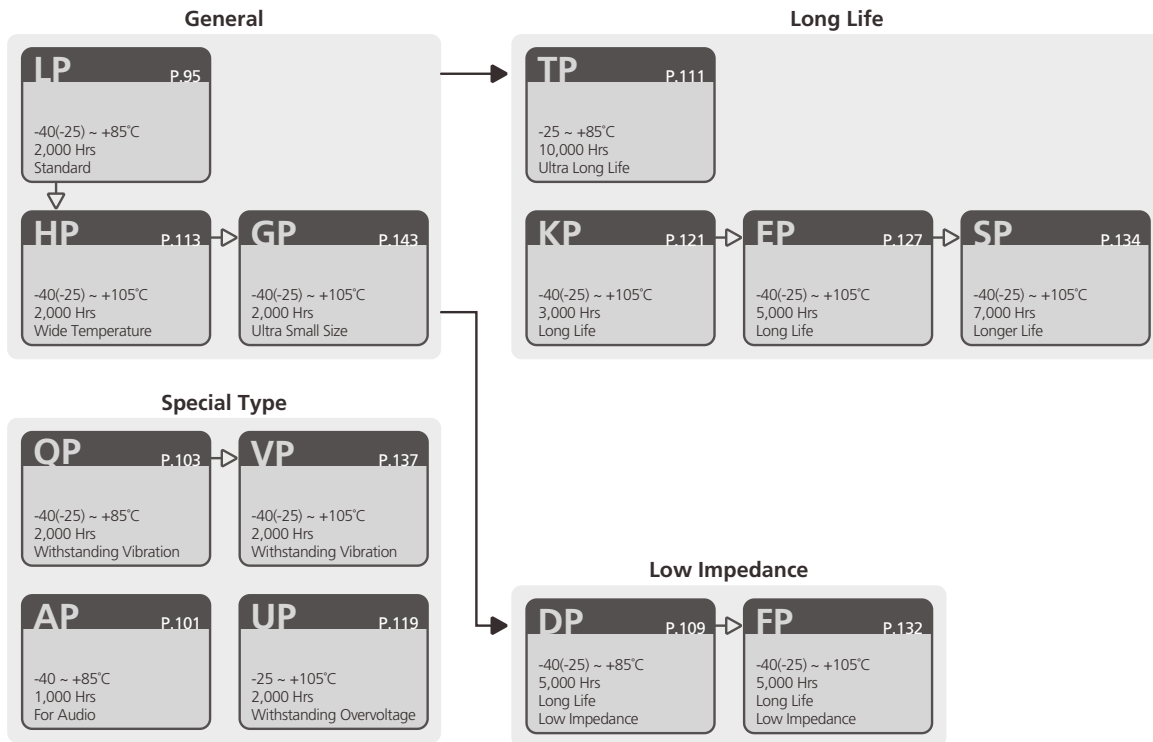 General
LP P.95
-40(-25) ~ +85°C
2,000 Hrs
Standard
HP P.113
-40(-25) ~ +105°C
2,000 Hrs
Wide Temperature
GP P.143
-40(-25) ~ +105°C
2,000 Hrs
Ultra Small Size
Long Life
TP P.111
-25 ~ +85°C
10,000 Hrs
Ultra Long Life
KP P.121
-40(-25) ~ +105°C
3,000 Hrs
Long Life
EP P.127
-40(-25) ~ +105°C
5,000 Hrs
Long Life
SP P.134
-40(-25) ~ +105°C
7,000 Hrs
Longer Life
Special Type
QP P.103
-40(-25) ~ +85°C
2,000 Hrs
Withstanding Vibration
VP P.137
-40(-25) ~ +105°C
2,000 Hrs
Withstanding Vibration
AP P.101
-40 ~ +85°C
1,000 Hrs
For Audio
UP P.119
-25 ~ +105°C
2,000 Hrs
Withstanding Overvoltage
Low Impedance
DP P.109
-40(-25) ~ +85°C
5,000 Hrs
Long Life
Low Impedance
FP P.132
-40(-25) ~ +105°C
5,000 Hrs
Long Life
Low Impedance